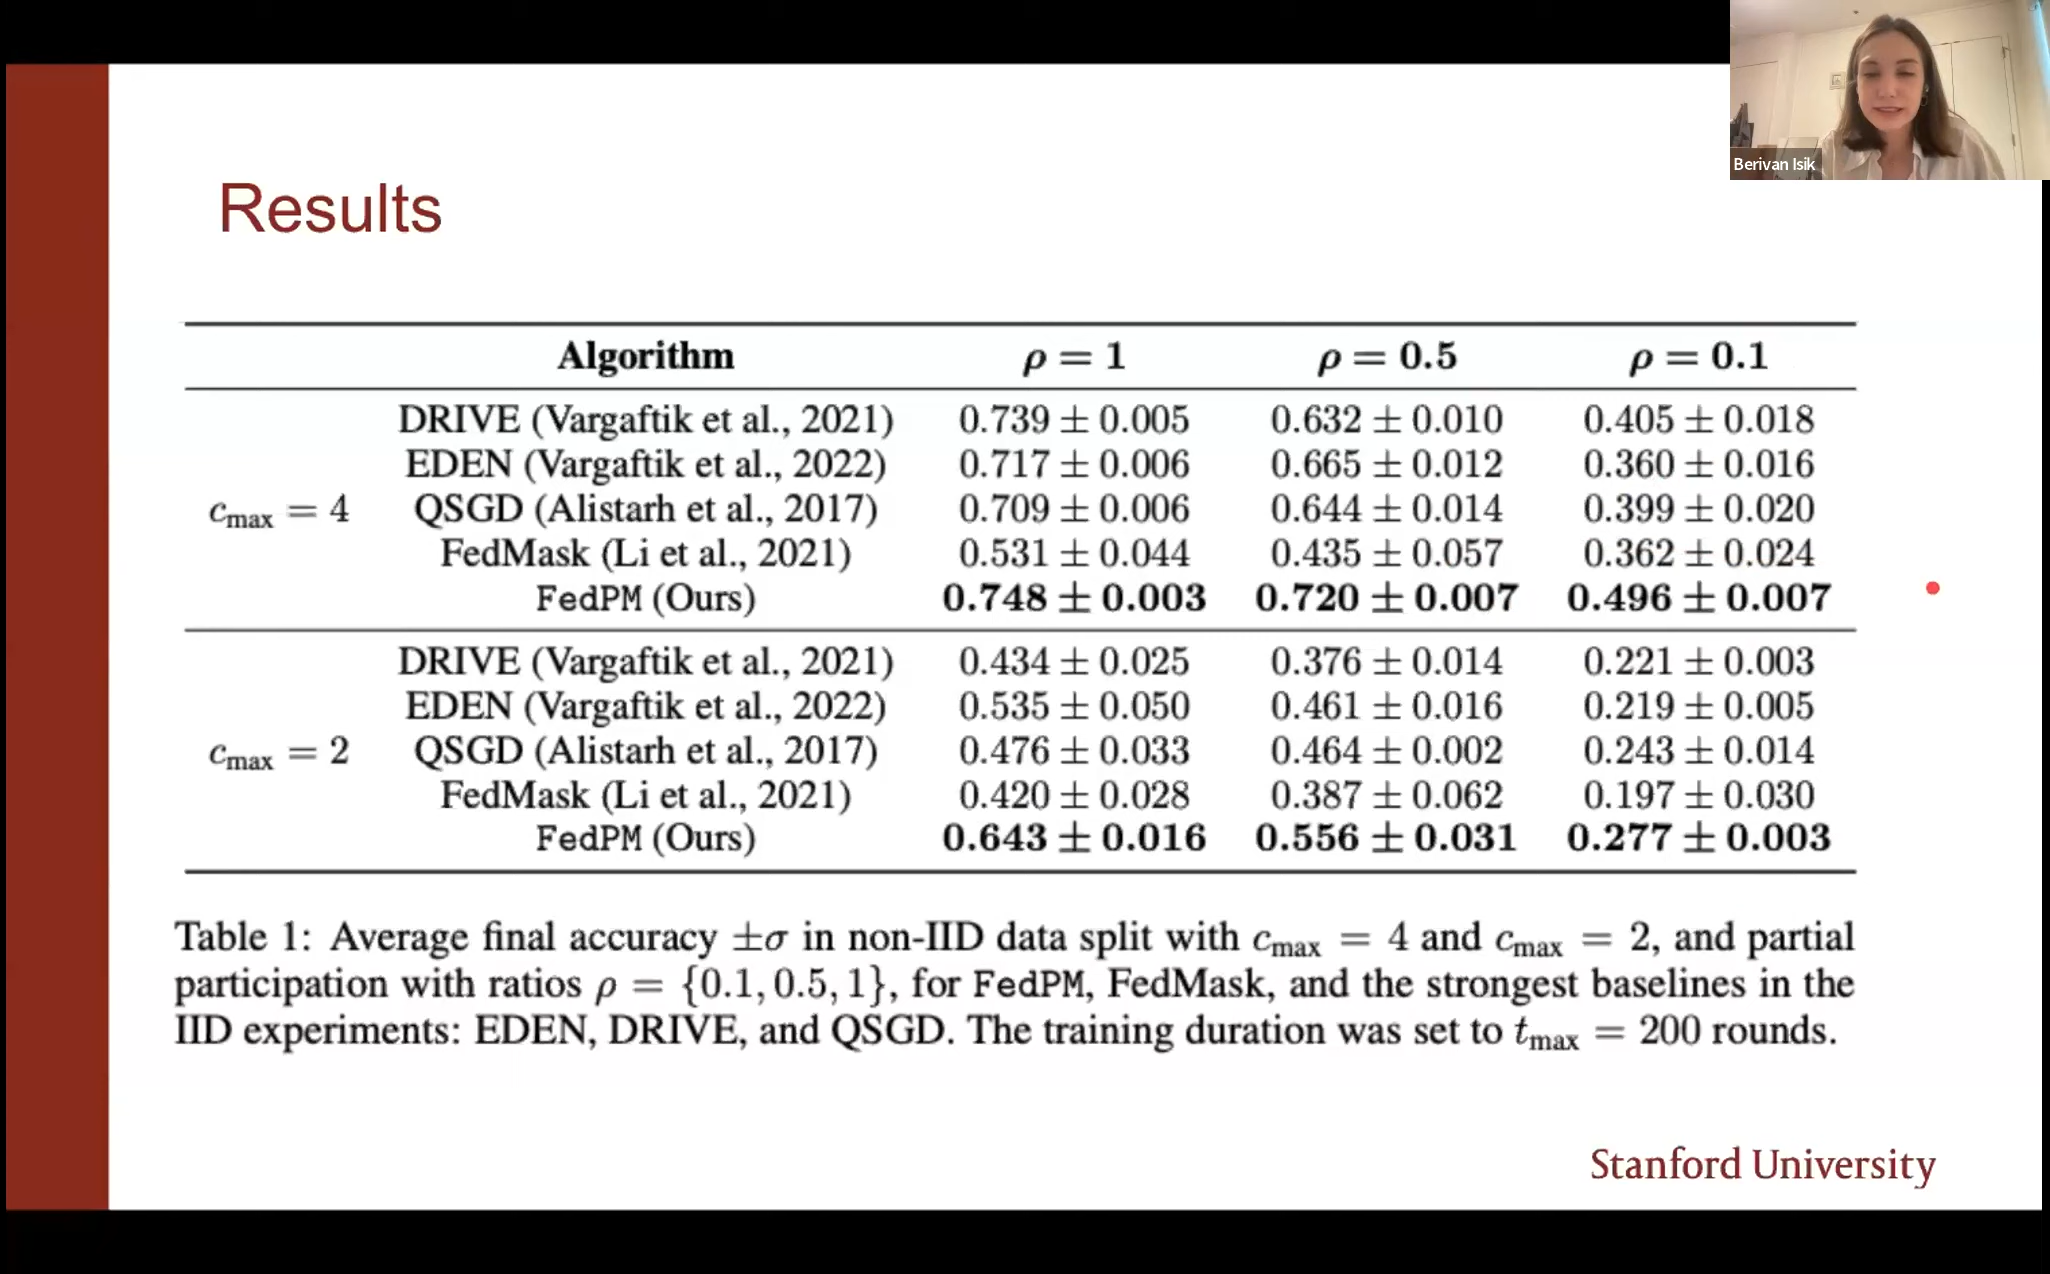 Berivan Isik
Results
Algorithm ρ = 1 ρ = 0.5 ρ = 0.1
DRIVE (Vargaftik et al., 2021) 0.739 ± 0.005 0.632 ± 0.010 0.405 ± 0.018
EDEN (Vargaftik et al., 2022) 0.717 ± 0.006 0.665 ± 0.012 0.360 ± 0.016
c_max = 4 QSGD (Alistarh et al., 2017) 0.709 ± 0.006 0.644 ± 0.014 0.399 ± 0.020
FedMask (Li et al., 2021) 0.531 ± 0.044 0.435 ± 0.057 0.362 ± 0.024
FedPM (Ours) 0.748 ± 0.003 0.720 ± 0.007 0.496 ± 0.007
DRIVE (Vargaftik et al., 2021) 0.434 ± 0.025 0.376 ± 0.014 0.221 ± 0.003
EDEN (Vargaftik et al., 2022) 0.535 ± 0.050 0.461 ± 0.016 0.219 ± 0.005
c_max = 2 QSGD (Alistarh et al., 2017) 0.476 ± 0.033 0.464 ± 0.002 0.243 ± 0.014
FedMask (Li et al., 2021) 0.420 ± 0.028 0.387 ± 0.062 0.197 ± 0.030
FedPM (Ours) 0.643 ± 0.016 0.556 ± 0.031 0.277 ± 0.003
Table 1: Average final accuracy ±σ in non-IID data split with c_max = 4 and c_max = 2, and partial
participation with ratios ρ = {0.1, 0.5, 1}, for FedPM, FedMask, and the strongest baselines in the
IID experiments: EDEN, DRIVE, and QSGD. The training duration was set to t_max = 200 rounds.
Stanford University